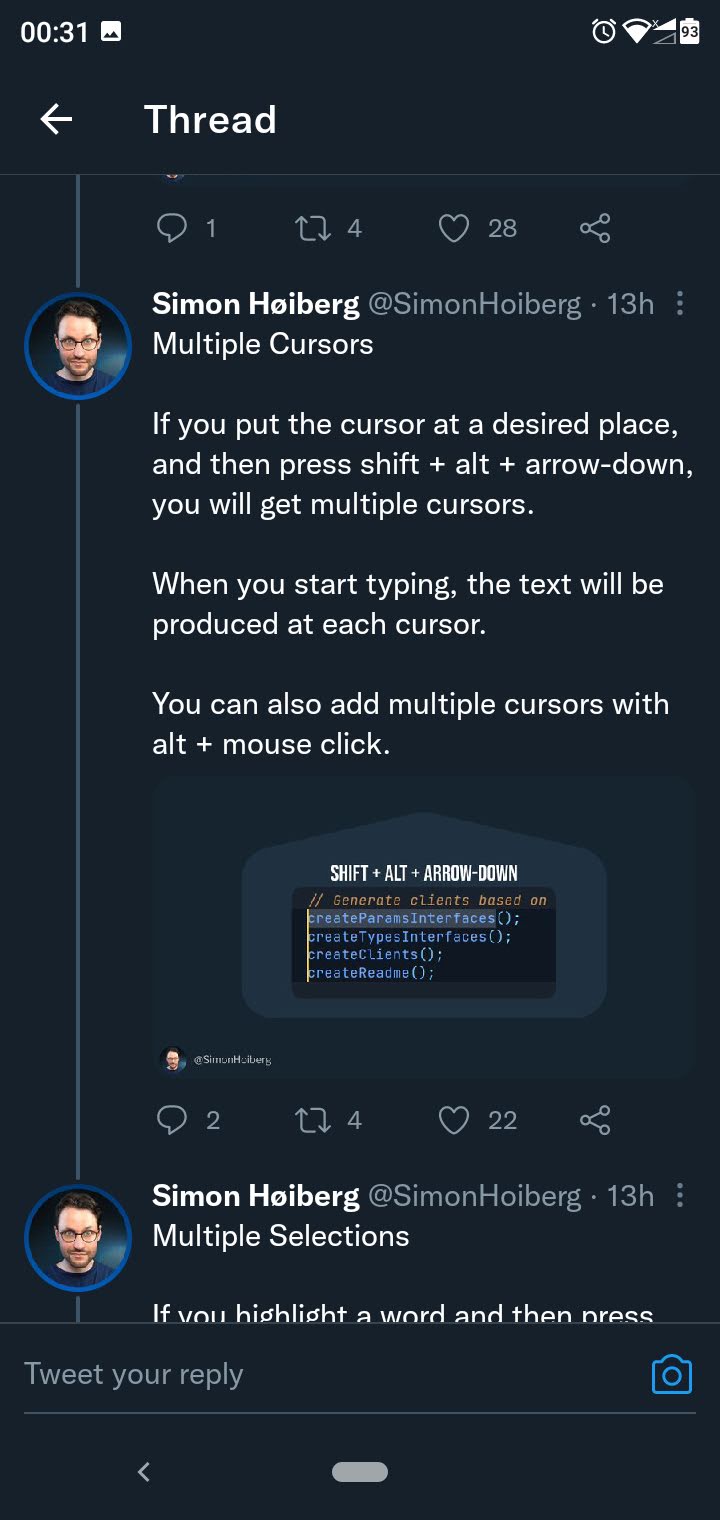 00:31
93
Thread
1 4 28
Simon Høiberg @SimonHoiberg · 13h
Multiple Cursors
If you put the cursor at a desired place,
and then press shift + alt + arrow-down,
you will get multiple cursors.
When you start typing, the text will be
produced at each cursor.
You can also add multiple cursors with
alt + mouse click.
SHIFT + ALT + ARROW-DOWN
// Generate clients based on
createParamsInterfaces();
createTypesInterfaces();
createClients();
createReadme();
@SimonHoiberg
2 4 22
Simon Høiberg @SimonHoiberg · 13h
Multiple Selections
If you highlight a word and then press
Tweet your reply